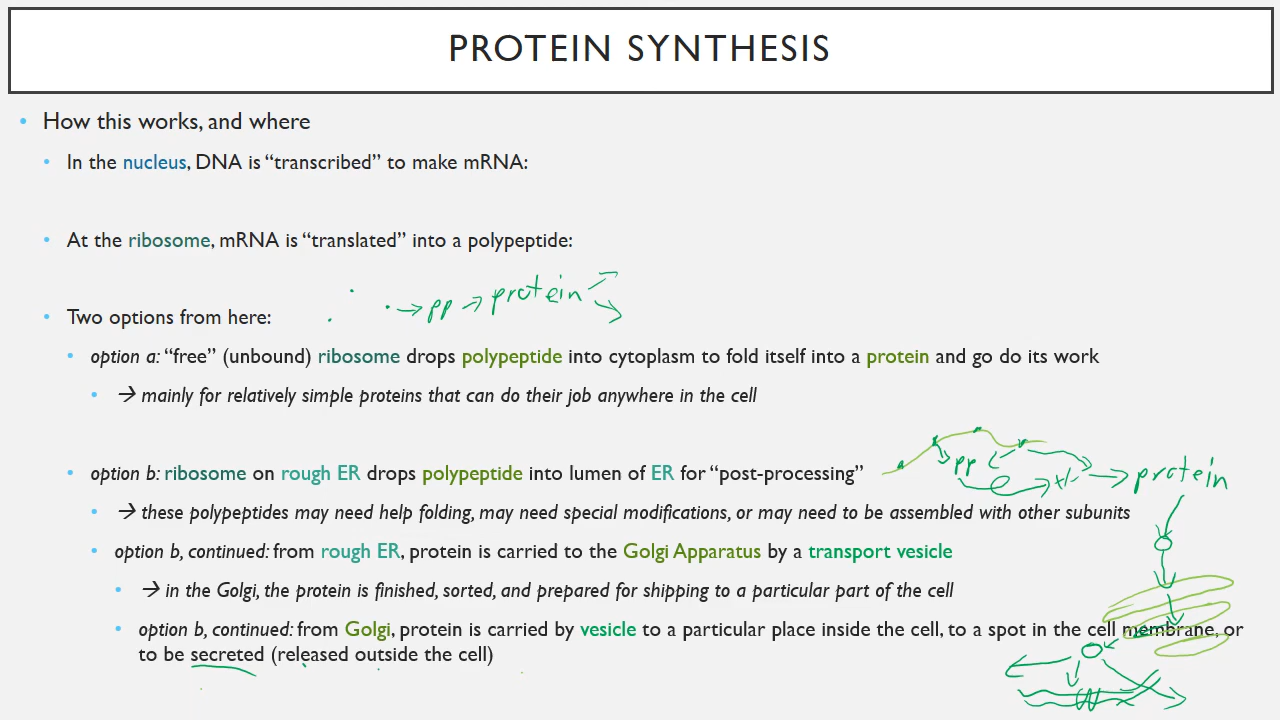 PROTEIN SYNTHESIS
• How this works, and where
• In the nucleus, DNA is “transcribed” to make mRNA:
• At the ribosome, mRNA is “translated” into a polypeptide:
→ pp → protein
• Two options from here:
• option a: “free” (unbound) ribosome drops polypeptide into cytoplasm to fold itself into a protein and go do its work
• → mainly for relatively simple proteins that can do their job anywhere in the cell
• option b: ribosome on rough ER drops polypeptide into lumen of ER for “post-processing”
pp +/- → protein
• → these polypeptides may need help folding, may need special modifications, or may need to be assembled with other subunits
• option b, continued: from rough ER, protein is carried to the Golgi Apparatus by a transport vesicle
• → in the Golgi, the protein is finished, sorted, and prepared for shipping to a particular part of the cell
• option b, continued: from Golgi, protein is carried by vesicle to a particular place inside the cell, to a spot in the cell membrane, or
to be secreted (released outside the cell)